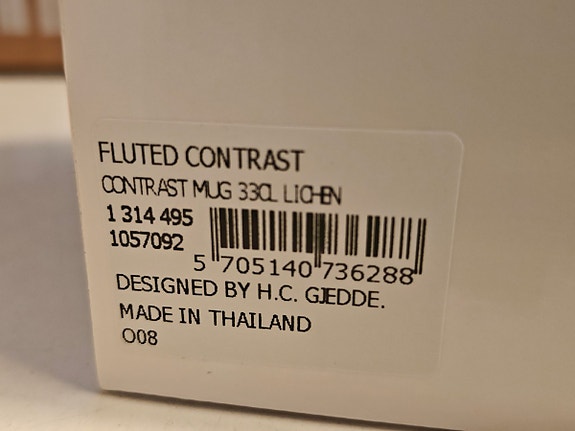 FLUTED CONTRAST
CONTRAST MUG 33CL LICHEN
1 314 495
1057092
5 705140 736288
DESIGNED BY H.C. GJEDDE.
MADE IN THAILAND
O08